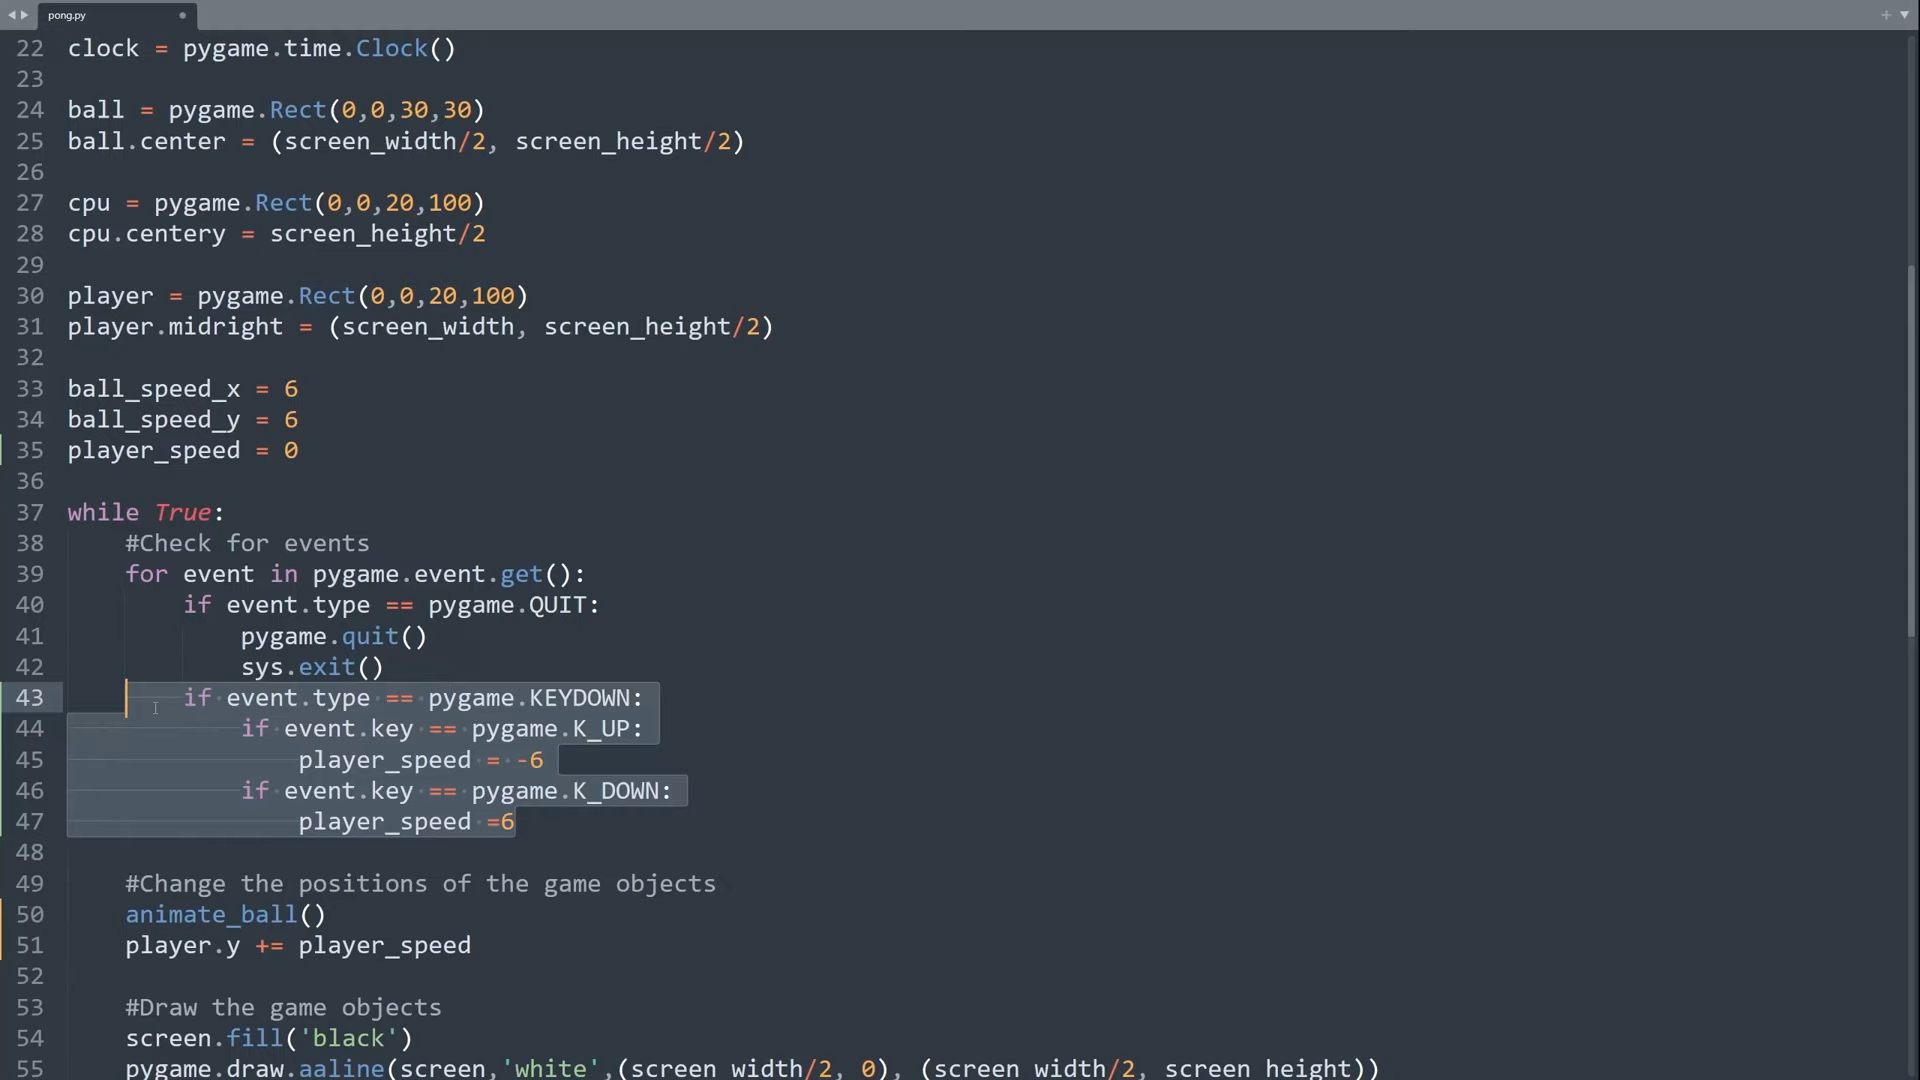 pong.py
22 clock = pygame.time.Clock()
23
24 ball = pygame.Rect(0,0,30,30)
25 ball.center = (screen_width/2, screen_height/2)
26
27 cpu = pygame.Rect(0,0,20,100)
28 cpu.centery = screen_height/2
29
30 player = pygame.Rect(0,0,20,100)
31 player.midright = (screen_width, screen_height/2)
32
33 ball_speed_x = 6
34 ball_speed_y = 6
35 player_speed = 0
36
37 while True:
38     #Check for events
39     for event in pygame.event.get():
40         if event.type == pygame.QUIT:
41             pygame.quit()
42             sys.exit()
43         if event.type == pygame.KEYDOWN:
44             if event.key == pygame.K_UP:
45                 player_speed = -6
46             if event.key == pygame.K_DOWN:
47                 player_speed =6
48
49     #Change the positions of the game objects
50     animate_ball()
51     player.y += player_speed
52
53     #Draw the game objects
54     screen.fill('black')
55     pygame.draw.aaline(screen,'white',(screen_width/2, 0), (screen_width/2, screen_height))